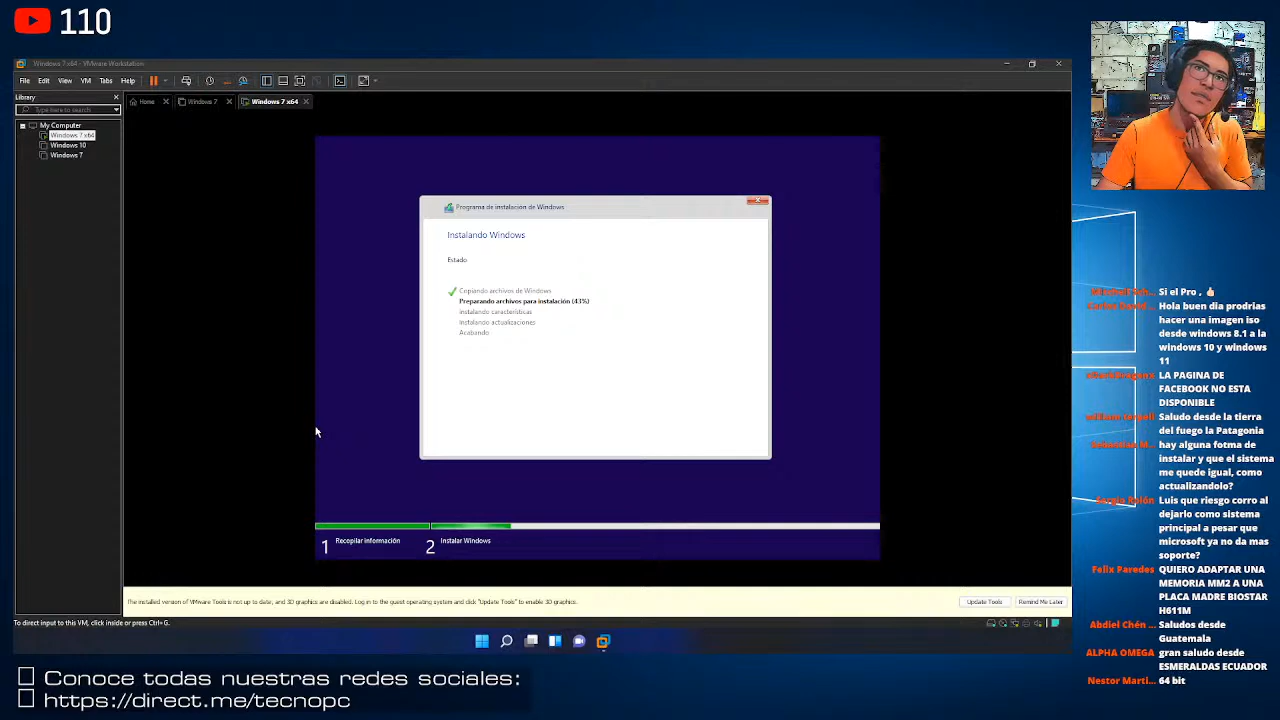 110
Windows 7 x64 - VMware Workstation
File Edit View VM Tabs Help
Library
Type here to search
Home
Windows 7
Windows 7 x64
My Computer
Windows 7 x64
Windows 10
Windows 7
Programa de instalación de Windows
Instalando Windows
Estado
Copiando archivos de Windows
Preparando archivos para instalación (43%)
Instalando características
Instalando actualizaciones
Acabando
1 Recopilar información
2 Instalar Windows
The installed version of VMware Tools is not up to date, and 3D graphics are disabled. Log in to the guest operating system and click "Update Tools" to enable 3D graphics.
Update Tools
Remind Me Later
To direct input to this VM, click inside or press Ctrl+G.
Conoce todas nuestras redes sociales:
https://direct.me/tecnopc
Si el Pro , 👍🏻
Hola buen dia prodrias
hacer una imagen iso
desde windows 8.1 a la
windows 10 y windows
11
LA PAGINA DE
FACEBOOK NO ESTA
DISPONIBLE
Saludo desde la tierra
del fuego la Patagonia
hay alguna fotma de
instalar y que el sistema
me quede igual, como
actualizandolo?
Sergio Rolón Luis que riesgo corro al
dejarlo como sistema
principal a pesar que
microsoft ya no da mas
soporte?
Felix Paredes QUIERO ADAPTAR UNA
MEMORIA MM2 A UNA
PLACA MADRE BIOSTAR
H611M
Abdiel Chén ... Saludos desde
Guatemala
ALPHA OMEGA gran saludo desde
ESMERALDAS ECUADOR
Nestor Marti... 64 bit